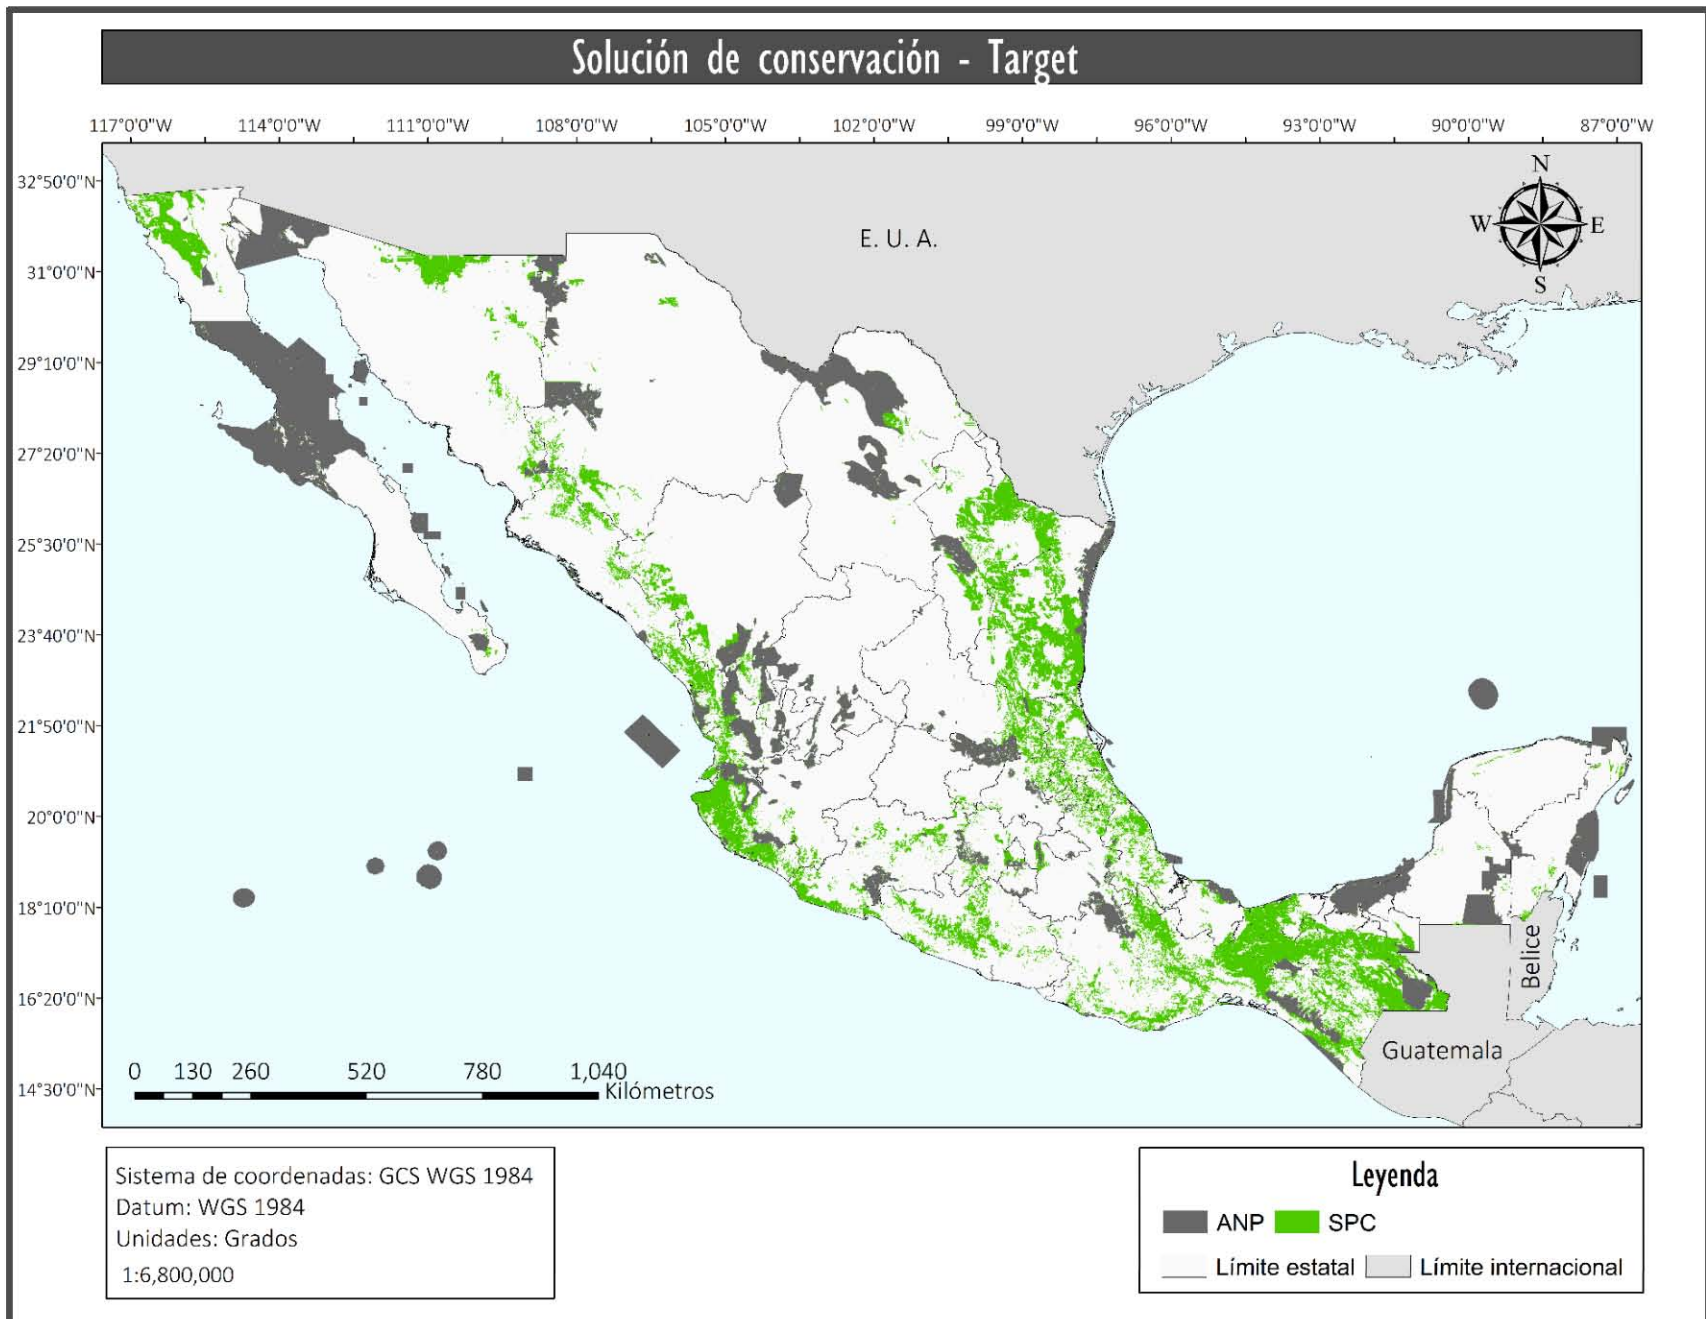 Solución de conservación - Target
117°0'0"W 114°0'0"W 111°0'0"W 108°0'0"W 105°0'0"W 102°0'0"W 99°0'0"W 96°0'0"W 93°0'0"W 90°0'0"W 87°0'0"W
32°50'0"N
31°0'0"N
29°10'0"N
27°20'0"N
25°30'0"N
23°40'0"N
21°50'0"N
20°0'0"N
18°10'0"N
16°20'0"N
14°30'0"N
N
W E
S
E. U. A.
Belice
Guatemala
0 130 260 520 780 1,040
Kilómetros
Sistema de coordenadas: GCS WGS 1984
Datum: WGS 1984
Unidades: Grados
1:6,800,000
Leyenda
ANP SPC
Límite estatal Límite internacional